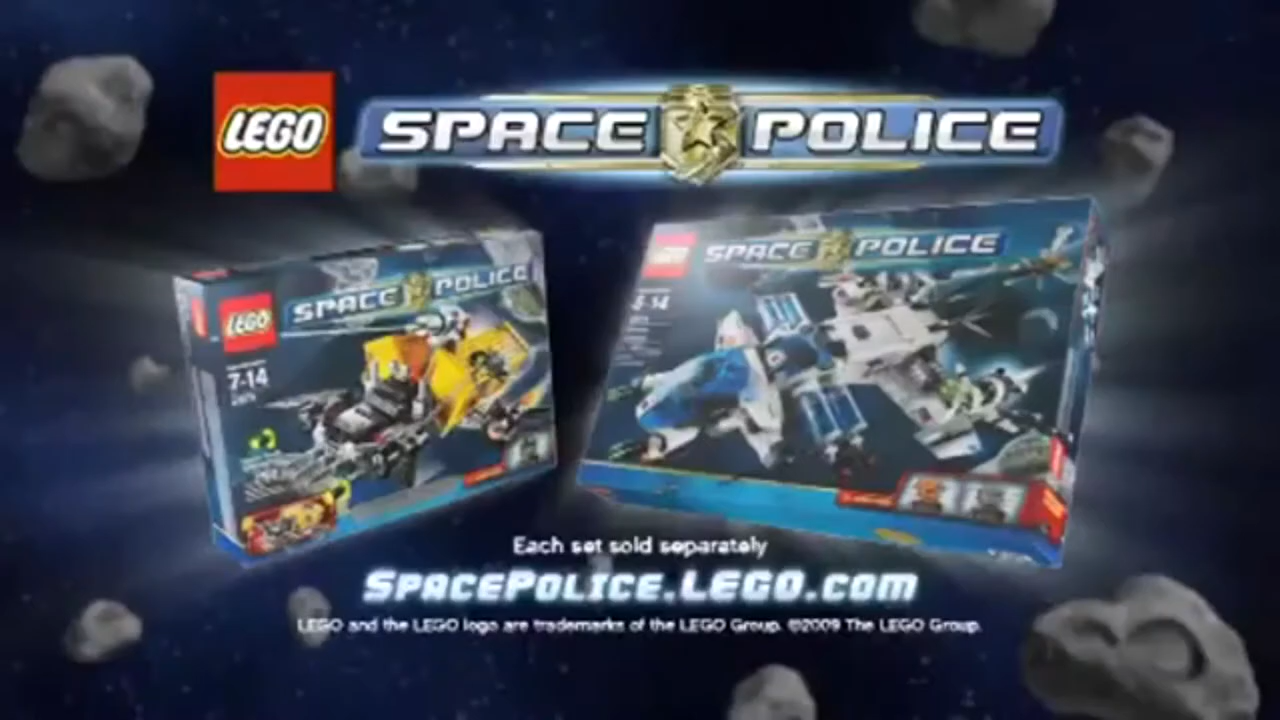 LEGO SPACE POLICE
LEGO SPACE POLICE
7-14
SPACE POLICE
Each set sold separately
SPACEPOLICE.LEGO.COM
LEGO and the LEGO logo are trademarks of the LEGO Group. ©2009 The LEGO Group.